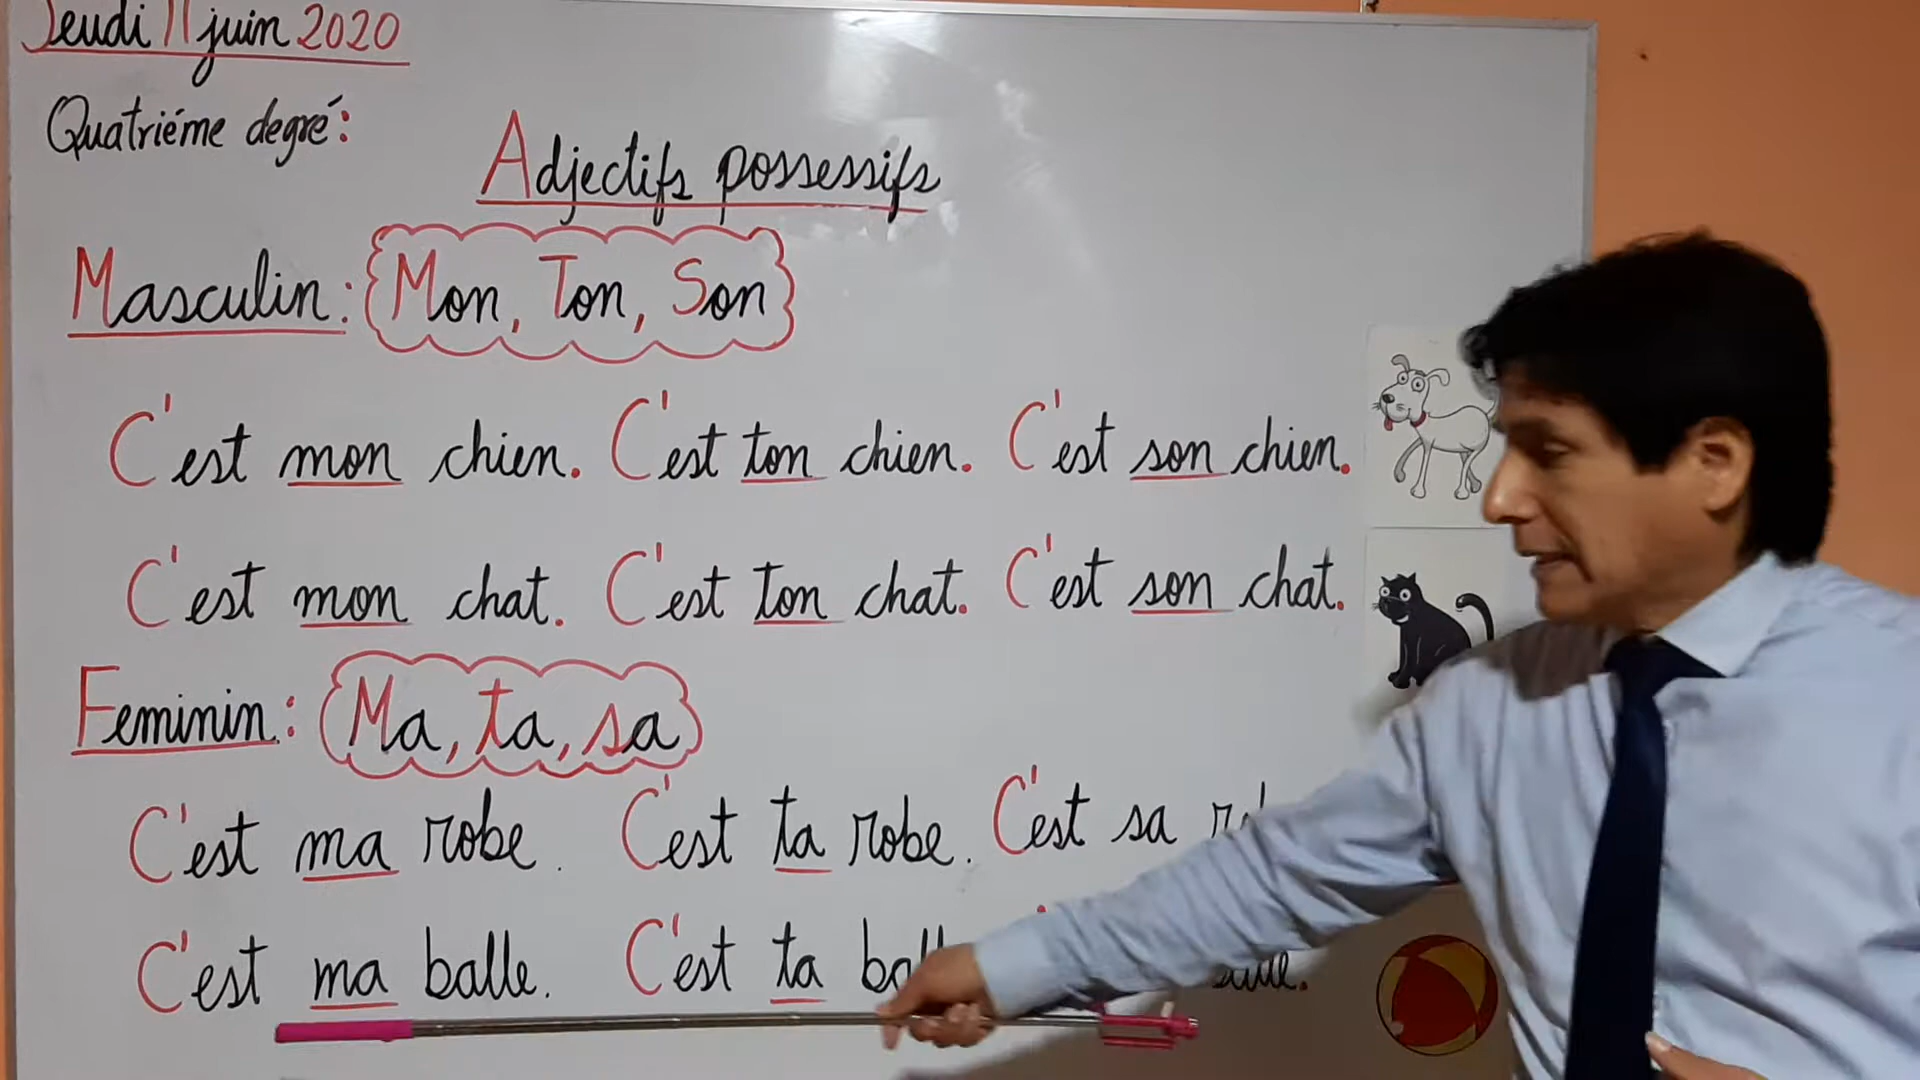 Jeudi 11 juin 2020
Quatriéme degré:
Adjectifs possessifs
Masculin: Mon, Ton, Son
C'est mon chien. C'est ton chien. C'est son chien.
C'est mon chat. C'est ton chat. C'est son chat.
Feminin: Ma, ta, sa
C'est ma robe. C'est ta robe. C'est sa
C'est ma balle. C'est ta